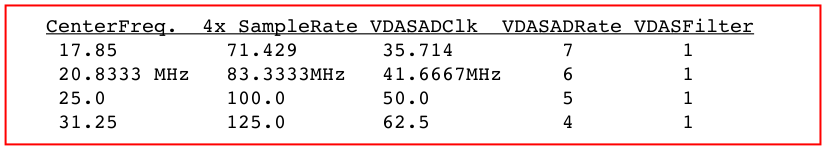 CenterFreq. 4x SampleRate VDASADClk VDASADRate VDASFilter
17.85 71.429 35.714 7 1
20.8333 MHz 83.3333MHz 41.6667MHz 6 1
25.0 100.0 50.0 5 1
31.25 125.0 62.5 4 1